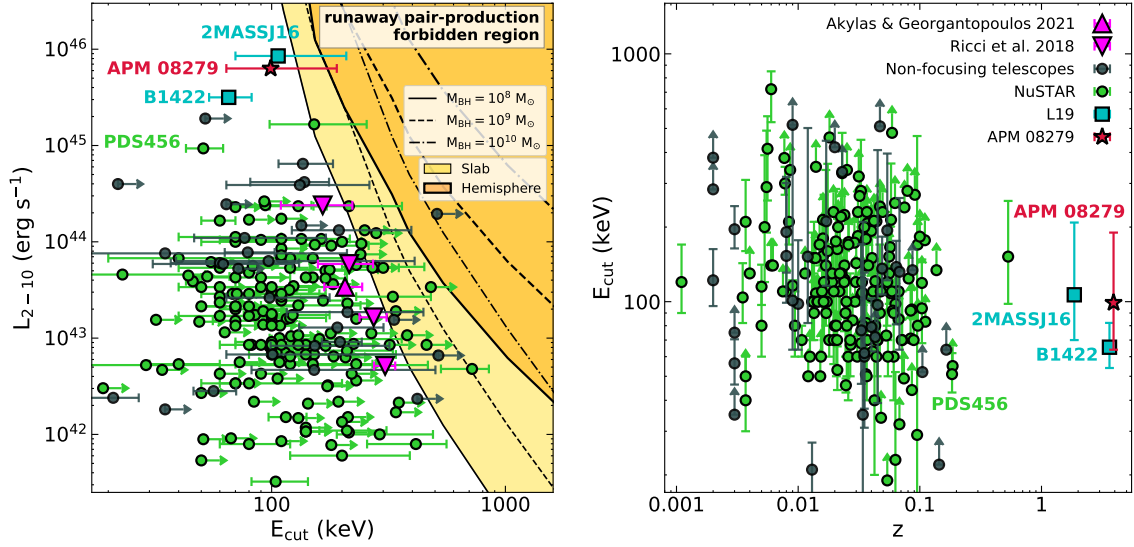 runaway pair-production
forbidden region
2MASSJ16
APM 08279
B1422
PDS456
M_BH = 10^8 M_⊙
M_BH = 10^9 M_⊙
M_BH = 10^10 M_⊙
Slab
Hemisphere
10^46
10^45
10^44
10^43
10^42
L_2−10 (erg s^−1)
100
1000
E_cut (keV)
Akylas & Georgantopoulos 2021
Ricci et al. 2018
Non-focusing telescopes
NuSTAR
L19
APM 08279
APM 08279
2MASSJ16
B1422
PDS456
1000
100
E_cut (keV)
0.001
0.01
0.1
1
z